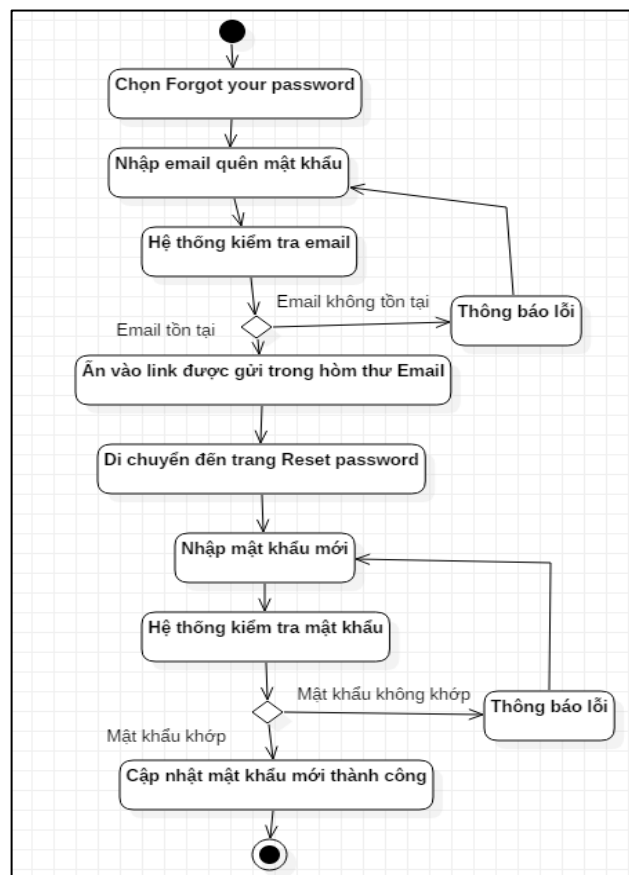 Chọn Forgot your password
Nhập email quên mật khẩu
Hệ thống kiểm tra email
Email không tồn tại
Thông báo lỗi
Email tồn tại
Ấn vào link được gửi trong hòm thư Email
Di chuyển đến trang Reset password
Nhập mật khẩu mới
Hệ thống kiểm tra mật khẩu
Mật khẩu không khớp
Thông báo lỗi
Mật khẩu khớp
Cập nhật mật khẩu mới thành công